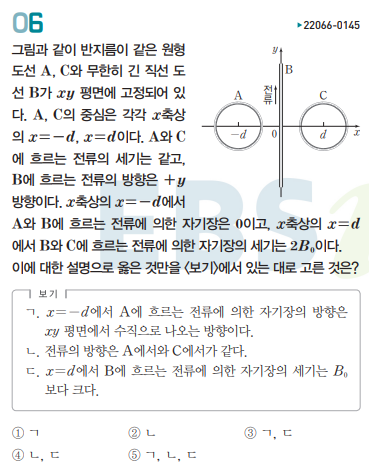 06
▶22066-0145
그림과 같이 반지름이 같은 원형
도선 A, C와 무한히 긴 직선 도
선 B가 xy 평면에 고정되어 있
다. A, C의 중심은 각각 x축상
의 x=-d, x=d이다. A와 C
에 흐르는 전류의 세기는 같고,
B에 흐르는 전류의 방향은 +y
방향이다. x축상의 x=-d에서
A와 B에 흐르는 전류에 의한 자기장은 0이고, x축상의 x=d
에서 B와 C에 흐르는 전류에 의한 자기장의 세기는 2B₀이다.
이에 대한 설명으로 옳은 것만을 <보기>에서 있는 대로 고른 것은?
y
B
전류
A
C
-d
0
d
x
보기
ㄱ. x=-d에서 A에 흐르는 전류에 의한 자기장의 방향은
xy 평면에서 수직으로 나오는 방향이다.
ㄴ. 전류의 방향은 A에서와 C에서가 같다.
ㄷ. x=d에서 B에 흐르는 전류에 의한 자기장의 세기는 B₀
보다 크다.
① ㄱ ② ㄴ ③ ㄱ, ㄷ
④ ㄴ, ㄷ ⑤ ㄱ, ㄴ, ㄷ
EBS